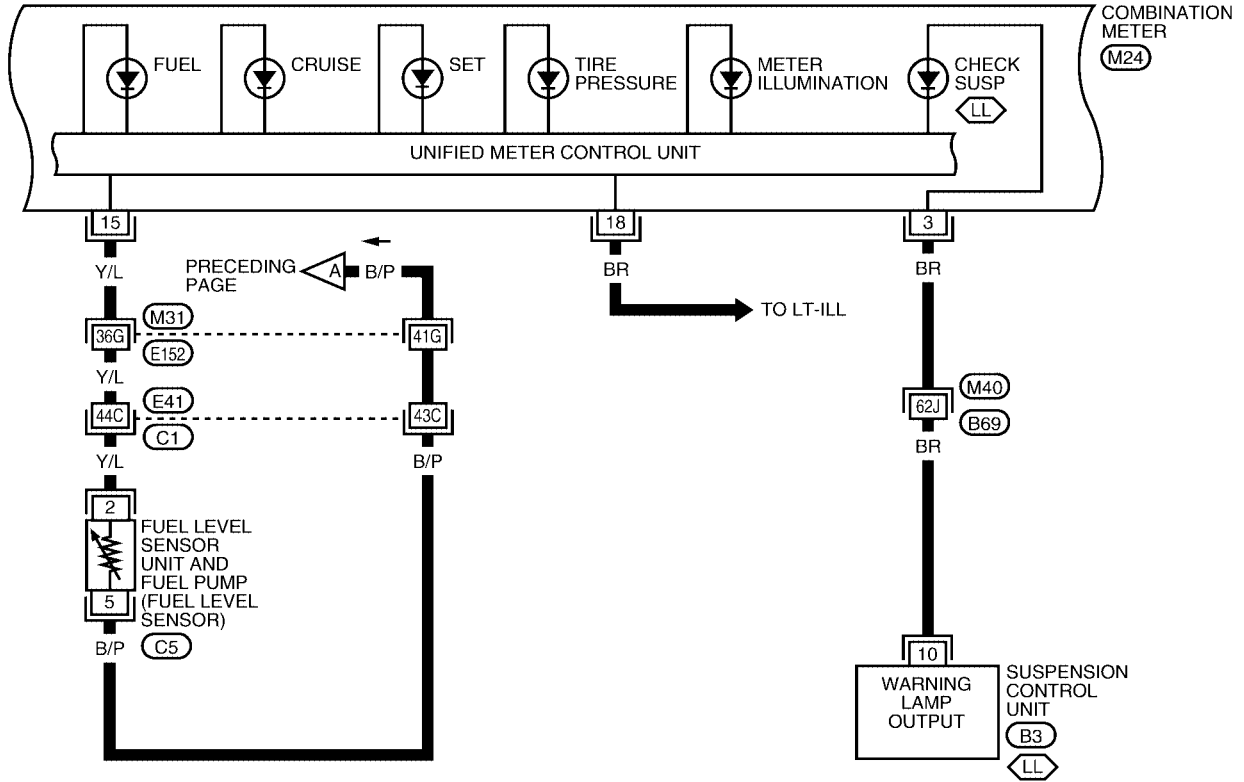 COMBINATION
METER
M24
FUEL
CRUISE
SET
TIRE
PRESSURE
METER
ILLUMINATION
CHECK
SUSP
LL
UNIFIED METER CONTROL UNIT
15
18
3
Y/L
PRECEDING
PAGE
A
B/P
BR
BR
TO LT-ILL
36G
M31
E152
41G
Y/L
44C
E41
C1
43C
62J
M40
B69
Y/L
B/P
BR
2
FUEL LEVEL
SENSOR
UNIT AND
FUEL PUMP
(FUEL LEVEL
SENSOR)
5
B/P
C5
10
WARNING
LAMP
OUTPUT
SUSPENSION
CONTROL
UNIT
B3
LL